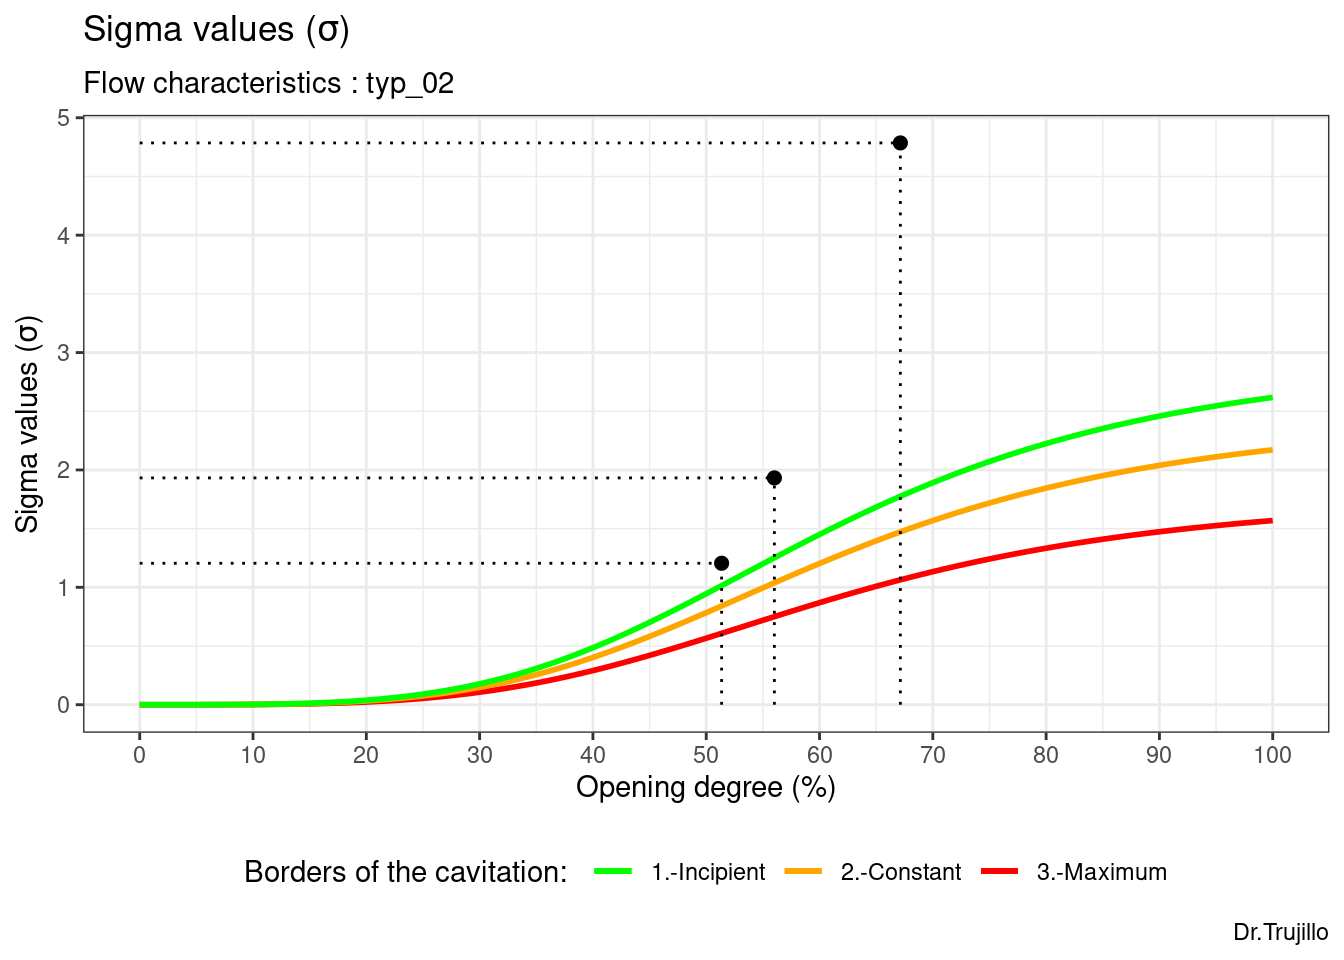 Sigma values (σ)
Flow characteristics : typ_02
5
4
3
2
1
0
Sigma values (σ)
0 10 20 30 40 50 60 70 80 90 100
Opening degree (%)
Borders of the cavitation: 1.-Incipient 2.-Constant 3.-Maximum
Dr.Trujillo